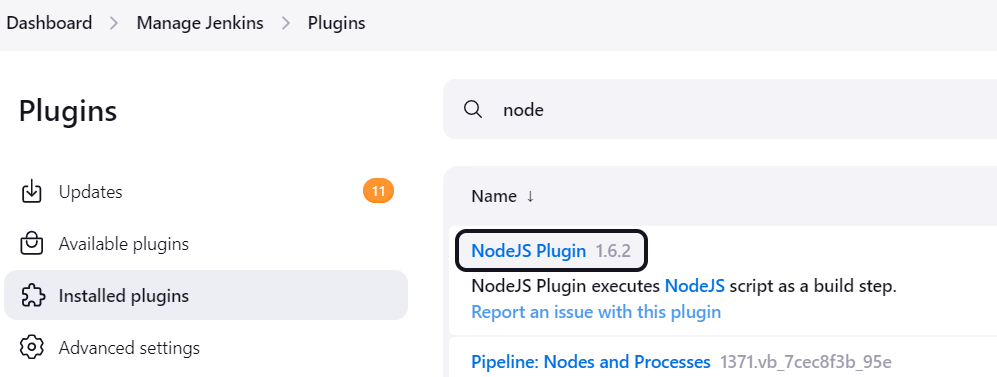 Dashboard > Manage Jenkins > Plugins
Plugins
Updates 11
Available plugins
Installed plugins
Advanced settings
node
Name ↓
NodeJS Plugin 1.6.2
NodeJS Plugin executes NodeJS script as a build step.
Report an issue with this plugin
Pipeline: Nodes and Processes 1371.vb_7cec8f3b_95e